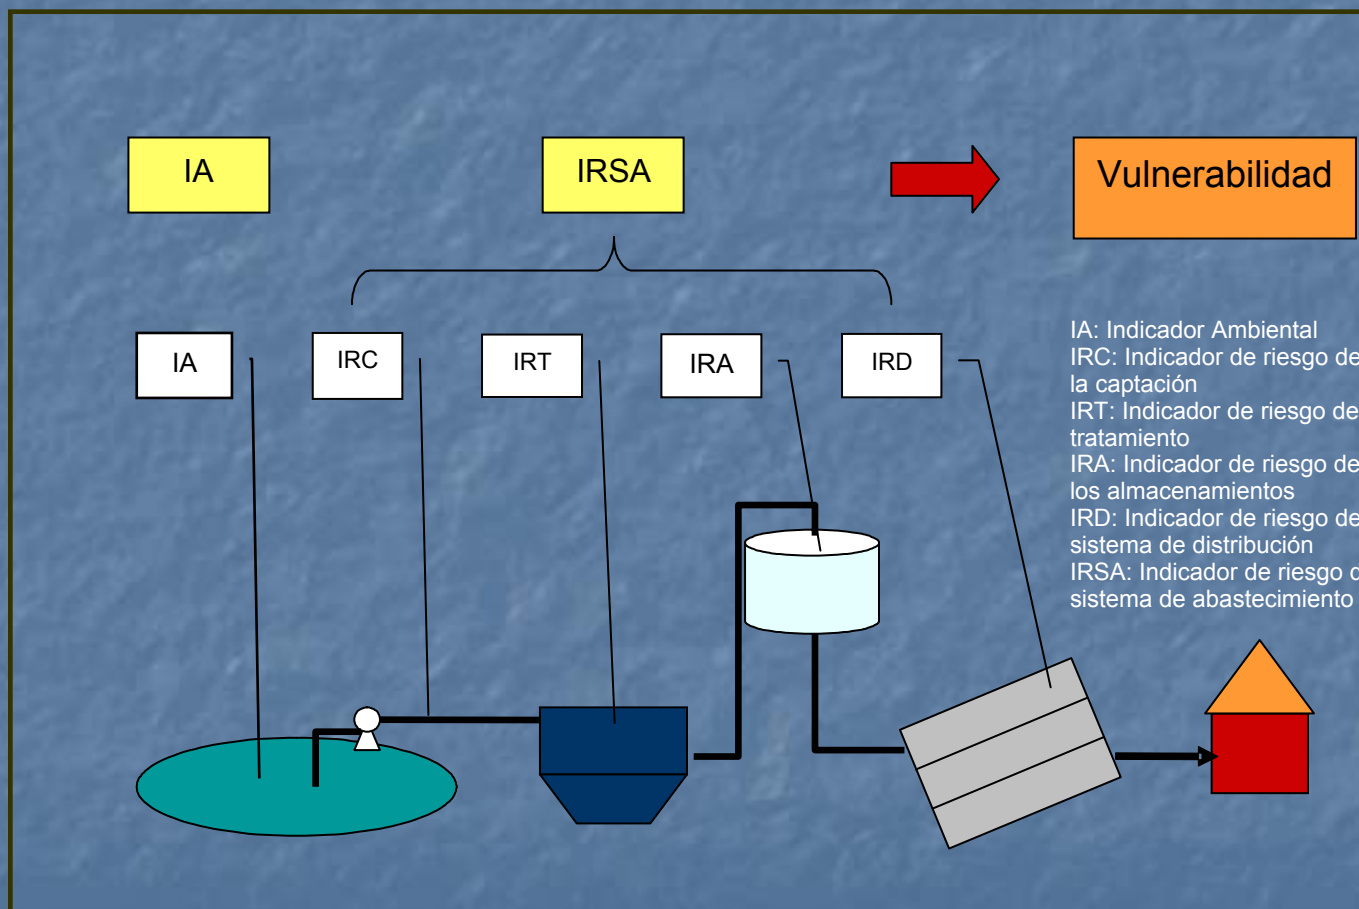 IA
IRSA
Vulnerabilidad
IA
IRC
IRT
IRA
IRD
IA: Indicador Ambiental
IRC: Indicador de riesgo de
la captación
IRT: Indicador de riesgo de
tratamiento
IRA: Indicador de riesgo de
los almacenamientos
IRD: Indicador de riesgo de
sistema de distribución
IRSA: Indicador de riesgo
sistema de abastecimiento